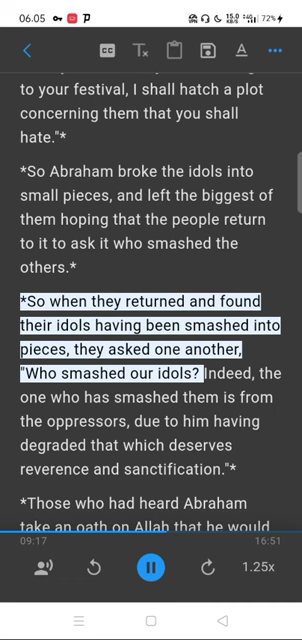 06.05
15.0
KB/S
4G
72%
CC
to your festival, I shall hatch a plot
concerning them that you shall
hate."*
*So Abraham broke the idols into
small pieces, and left the biggest of
them hoping that the people return
to it to ask it who smashed the
others.*
*So when they returned and found
their idols having been smashed into
pieces, they asked one another,
"Who smashed our idols? Indeed, the
one who has smashed them is from
the oppressors, due to him having
degraded that which deserves
reverence and sanctification."*
*Those who had heard Abraham
take an oath on Allah that he would
09:17
16:51
1.25x